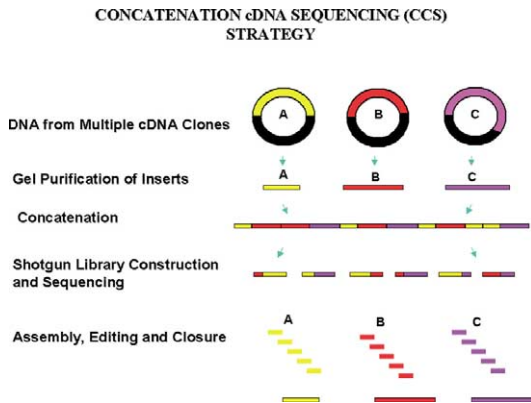 CONCATENATION cDNA SEQUENCING (CCS)
STRATEGY
A B C
DNA from Multiple cDNA Clones
A B C
Gel Purification of Inserts
Concatenation
Shotgun Library Construction
and Sequencing
A B C
Assembly, Editing and Closure